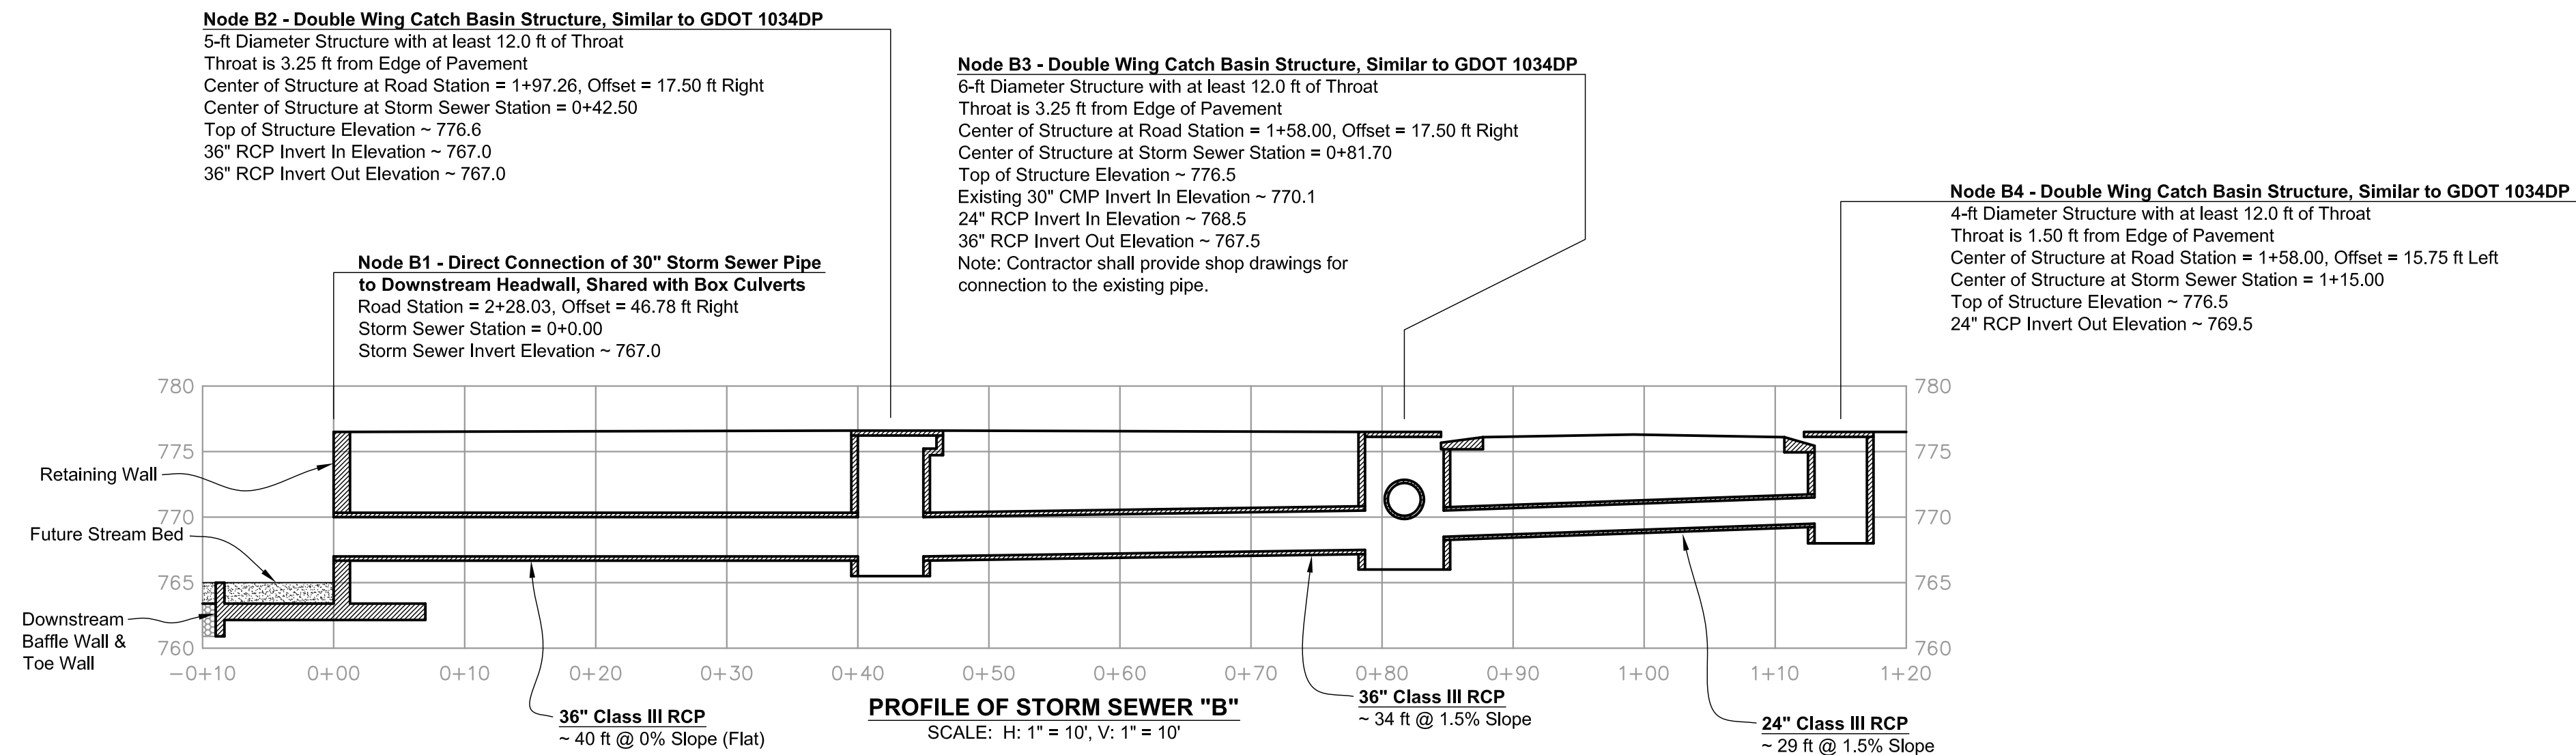 Node B2 - Double Wing Catch Basin Structure, Similar to GDOT 1034DP
5-ft Diameter Structure with at least 12.0 ft of Throat
Throat is 3.25 ft from Edge of Pavement
Center of Structure at Road Station = 1+97.26, Offset = 17.50 ft Right
Center of Structure at Storm Sewer Station = 0+42.50
Top of Structure Elevation ~ 776.6
36" RCP Invert In Elevation ~ 767.0
36" RCP Invert Out Elevation ~ 767.0
Node B3 - Double Wing Catch Basin Structure, Similar to GDOT 1034DP
6-ft Diameter Structure with at least 12.0 ft of Throat
Throat is 3.25 ft from Edge of Pavement
Center of Structure at Road Station = 1+58.00, Offset = 17.50 ft Right
Center of Structure at Storm Sewer Station = 0+81.70
Top of Structure Elevation ~ 776.5
Existing 30" CMP Invert In Elevation ~ 770.1
24" RCP Invert In Elevation ~ 768.5
36" RCP Invert Out Elevation ~ 767.5
Note: Contractor shall provide shop drawings for
connection to the existing pipe.
Node B4 - Double Wing Catch Basin Structure, Similar to GDOT 1034DP
4-ft Diameter Structure with at least 12.0 ft of Throat
Throat is 1.50 ft from Edge of Pavement
Center of Structure at Road Station = 1+58.00, Offset = 15.75 ft Left
Center of Structure at Storm Sewer Station = 1+15.00
Top of Structure Elevation ~ 776.5
24" RCP Invert Out Elevation ~ 769.5
Node B1 - Direct Connection of 30" Storm Sewer Pipe
to Downstream Headwall, Shared with Box Culverts
Road Station = 2+28.03, Offset = 46.78 ft Right
Storm Sewer Station = 0+0.00
Storm Sewer Invert Elevation ~ 767.0
780
780
775
775
Retaining Wall
770
770
Future Stream Bed
765
765
Downstream
Baffle Wall &
Toe Wall
760
760
-0+10
0+00
0+10
0+20
0+30
0+40
0+50
0+60
0+70
0+80
0+90
1+00
1+10
1+20
36" Class III RCP
~ 40 ft @ 0% Slope (Flat)
PROFILE OF STORM SEWER "B"
SCALE: H: 1" = 10', V: 1" = 10'
36" Class III RCP
~ 34 ft @ 1.5% Slope
24" Class III RCP
~ 29 ft @ 1.5% Slope